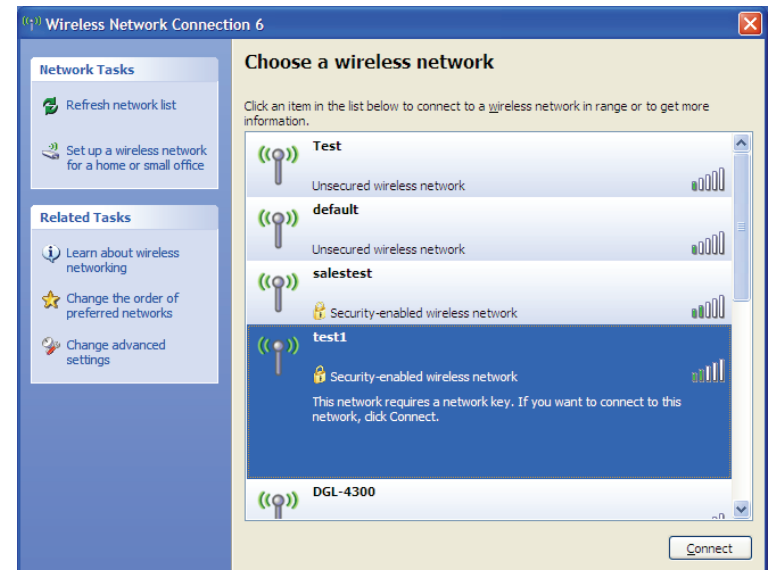 Wireless Network Connection 6
Network Tasks
Refresh network list
Set up a wireless network
for a home or small office
Related Tasks
Learn about wireless
networking
Change the order of
preferred networks
Change advanced
settings
Choose a wireless network
Click an item in the list below to connect to a wireless network in range or to get more
information.
Test
Unsecured wireless network
default
Unsecured wireless network
salestest
Security-enabled wireless network
test1
Security-enabled wireless network
This network requires a network key. If you want to connect to this
network, click Connect.
DGL-4300
Connect